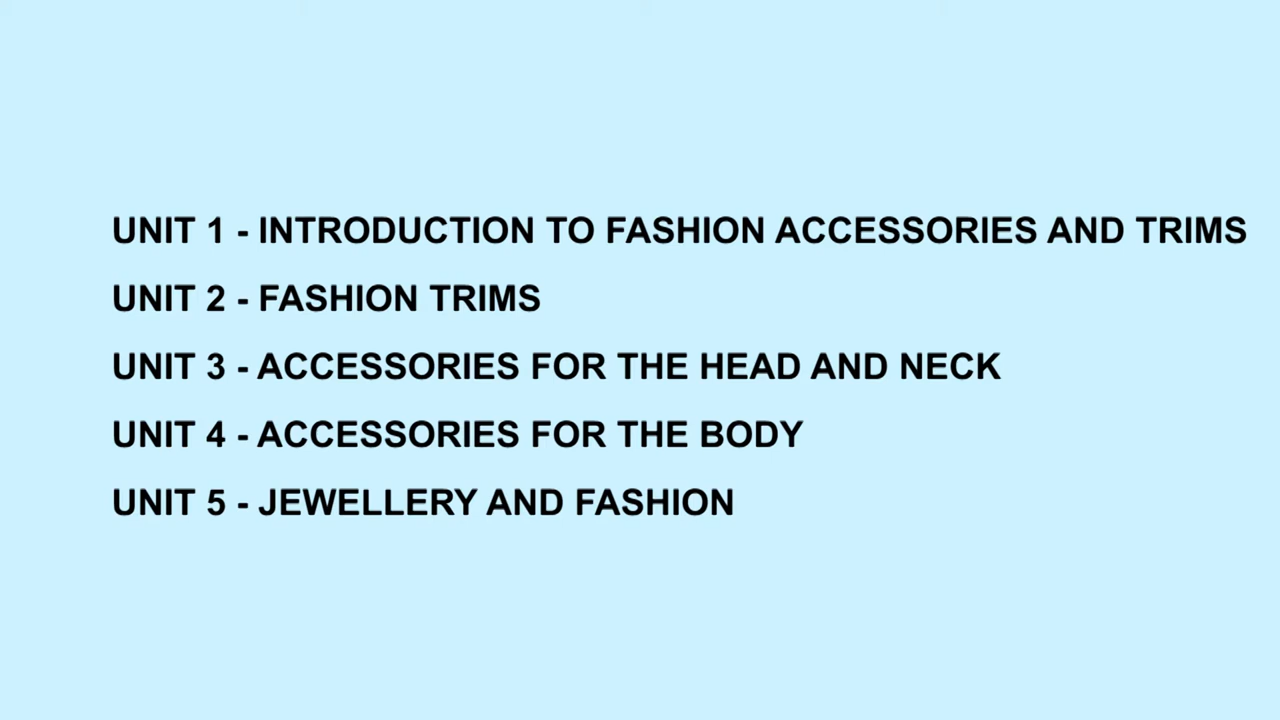 UNIT 1 - INTRODUCTION TO FASHION ACCESSORIES AND TRIMS
UNIT 2 - FASHION TRIMS
UNIT 3 - ACCESSORIES FOR THE HEAD AND NECK
UNIT 4 - ACCESSORIES FOR THE BODY
UNIT 5 - JEWELLERY AND FASHION